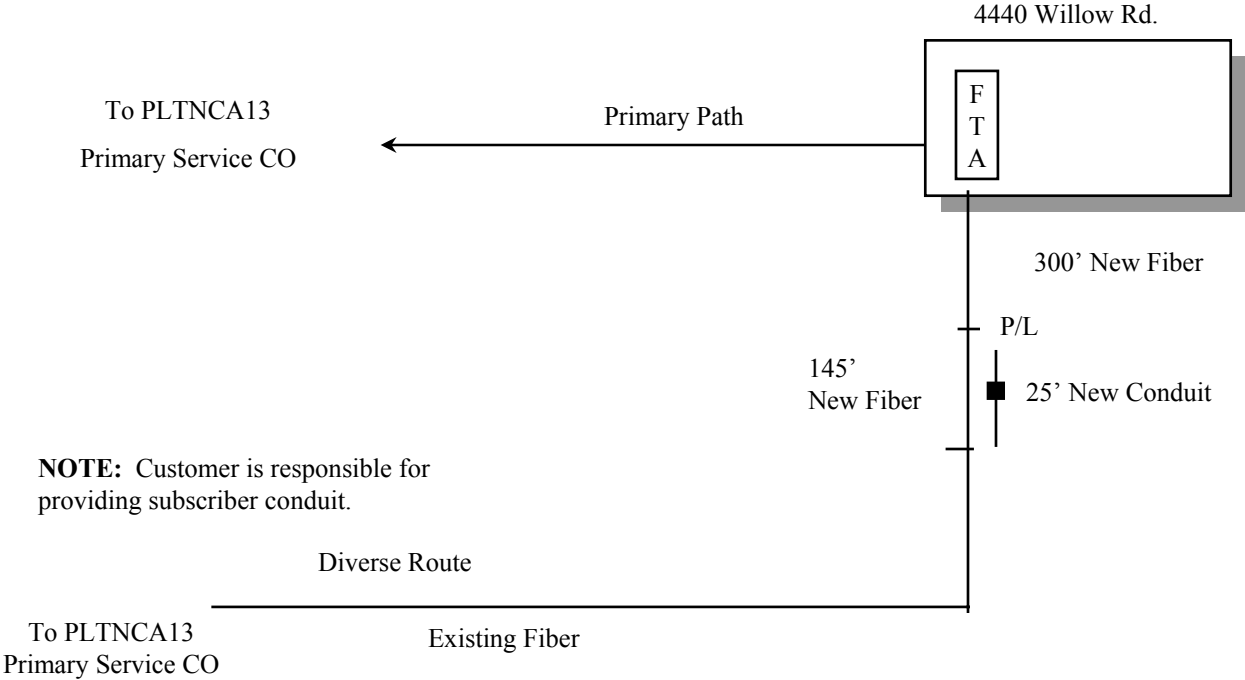 4440 Willow Rd.
F
T
A
To PLTNCA13
Primary Service CO
Primary Path
300’ New Fiber
P/L
145’
New Fiber
25’ New Conduit
NOTE: Customer is responsible for
providing subscriber conduit.
Diverse Route
To PLTNCA13
Primary Service CO
Existing Fiber